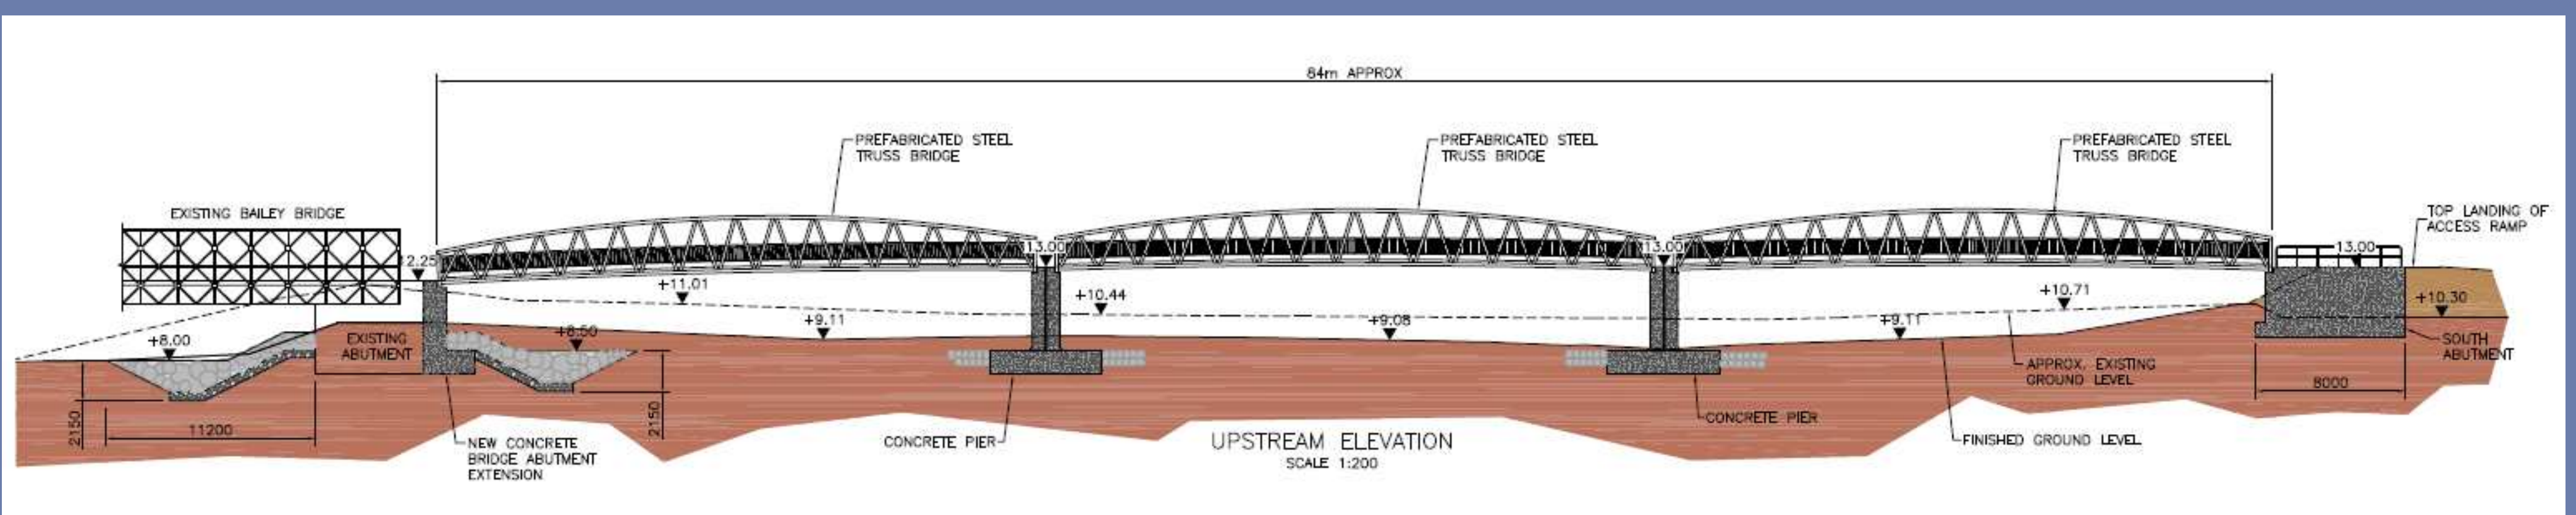 84m APPROX
PREFABRICATED STEEL
TRUSS BRIDGE
PREFABRICATED STEEL
TRUSS BRIDGE
PREFABRICATED STEEL
TRUSS BRIDGE
EXISTING BAILEY BRIDGE
TOP LANDING OF
ACCESS RAMP
2.25
13.00
13.00
13.00
+11.01
+10.44
+10.71
+10.30
+8.00
EXISTING
ABUTMENT
+8.50
+9.11
+9.08
+9.11
SOUTH
ABUTMENT
APPROX. EXISTING
GROUND LEVEL
8000
2150
11200
2150
NEW CONCRETE
BRIDGE ABUTMENT
EXTENSION
CONCRETE PIER
CONCRETE PIER
FINISHED GROUND LEVEL
UPSTREAM ELEVATION
SCALE 1:200